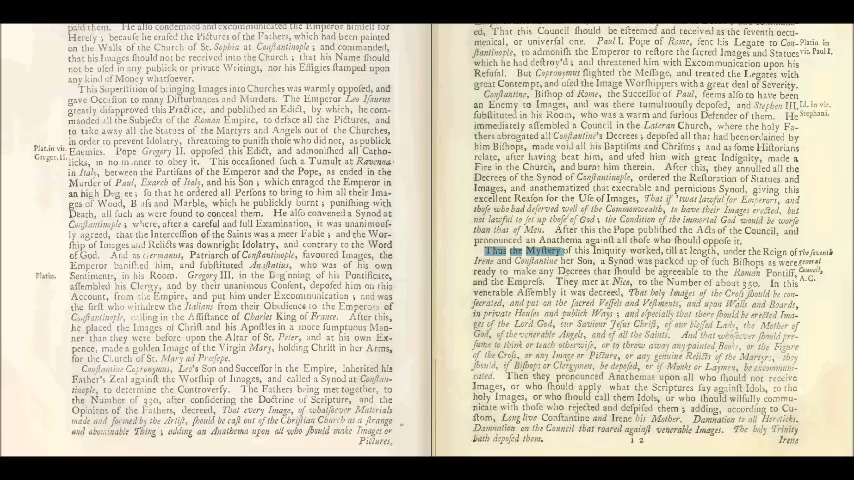 paid them. He also condemned and excommunicated the Emperor himself for
Heresy; because he erased the Pictures of the Fathers, which had been painted
on the Walls of the Church of St. Sophia at Constantinople; and commanded,
that his Images should not be received into the Church; that his Name should
not be used in any publick or private Writings, nor his Effigies stamped upon
any kind of Money whatsoever.
This Superstition of bringing Images into Churches was warmly opposed, and
gave Occasion to many Disturbances and Murders. The Emperor Leo Isaurus
greatly disapproved this Practice, and published an Edict, by which, he com-
manded all the Subjects of the Roman Empire, to deface all the Pictures, and
to take away all the Statues of the Martyrs and Angels out of the Churches,
in order to prevent Idolatry, threatning to punish those who did not, as publick
Plat. in vit.
Gregor. II.
Enemies. Pope Gregory II. opposed this Edict, and admonished all Catho-
licks, in no manner to obey it. This occasioned such a Tumult at Ravenna
in Italy, between the Partisans of the Emperor and the Pope, as ended in the
Murder of Paul, Exarch of Italy, and his Son; which enraged the Emperor in
an high Degree; so that he ordered all Persons to bring to him all their Ima-
ges of Wood, Brass and Marble, which he publickly burnt; punishing with
Death, all such as were found to conceal them. He also convened a Synod at
Constantinople; where, after a careful and full Examination, it was unanimous-
ly agreed, that the Intercession of the Saints was a meer Fable; and the Wor-
ship of Images and Relicts was downright Idolatry, and contrary to the Word
of God. And as Germanus, Patriarch of Constantinople, favoured Images, the
Emperor banished him, and substituted Anastasius, who was of his own
Platin.
Sentiments, in his Room. Gregory III. in the Beginning of his Pontificate,
assembled his Clergy, and by their unanimous Consent, deposed him on this
Account, from the Empire, and put him under Excommunication; and was
the first who withdrew the Italians from their Obedience to the Emperors of
Constantinople, calling in the Assistance of Charles King of France. After this,
he placed the Images of Christ and his Apostles in a more sumptuous Man-
ner than they were before upon the Altar of St. Peter, and at his own Ex-
pence, made a golden Image of the Virgin Mary, holding Christ in her Arms,
for the Church of St. Mary ad Præsepe.
Constantine Copronymus, Leo's Son and Successor in the Empire, inherited his
Father's Zeal against the Worship of Images, and called a Synod at Constan-
tinople, to determine the Controversy. The Fathers being met together, to
the Number of 330, after considering the Doctrine of Scripture, and the
Opinions of the Fathers, decreed, That every Image, of whatsoever Materials
made and formed by the Artist, should be cast out of the Christian Church as a strange
and abominable Thing; adding an Anathema upon all who should make Images or
Pictures,
ed, That this Council should be esteemed and received as the seventh oecu-
menical, or universal one. Paul I. Pope of Rome, sent his Legate to Con-
Platin in
vit. Paul I.
stantinople, to admonish the Emperor to restore the sacred Images and Statues
which he had destroy'd; and threatned him with Excommunication upon his
Refusal. But Copronymus slighted the Message, and treated the Legates with
great Contempt, and used the Image Worshippers with a great deal of Severity.
Constantine, Bishop of Rome, the Successor of Paul, seems also to have been
an Enemy to Images, and was there tumultuously deposed, and Stephen III.
Id. in vit.
Stephani.
substituted in his Room, who was a warm and furious Defender of them. He
immediately assembled a Council in the Lateran Church, where the holy Fa-
thers abrogated all Constantine's Decrees; deposed all that had been ordained by
him Bishops, made void all his Baptisms and Chrisms; and as some Historians
relate, after having beat him, and used him with great Indignity, made a
Fire in the Church, and burnt him therein. After this, they annulled all the
Decrees of the Synod of Constantinople, ordered the Restoration of Statues and
Images, and anathematized that execrable and pernicious Synod, giving this
excellent Reason for the Use of Images, That if 'twas lawful for Emperors, and
those who had deserved well of the Commonwealth, to have their Images erected, but
not lawful to set up those of God; the Condition of the immortal God would be worse
than that of Men. After this the Pope published the Acts of the Council, and
pronounced an Anathema against all those who should oppose it.
Thus the Mystery of this Iniquity worked, till at length, under the Reign of
The seventh
general
Council,
A. C.
Irene and Constantine her Son, a Synod was packed up of such Bishops as were
ready to make any Decrees that should be agreeable to the Roman Pontiff,
and the Empress. They met at Nice, to the Number of about 350. In this
venerable Assembly it was decreed, That holy Images of the Cross should be con-
secrated, and put on the sacred Vessels and Vestments, and upon Walls and Boards,
in private Houses and publick Ways; and especially that there should be erected Ima-
ges of the Lord God, our Saviour Jesus Christ, of our blessed Lady, the Mother of
God, of the venerable Angels, and of all the Saints. And that whosoever should pre-
sume to think or teach otherwise, or to throw away any painted Books, or the Figure
of the Cross, or any Image or Picture, or any genuine Relicts of the Martyrs; they
should, if Bishops or Clergymen, be deposed, or if Monks or Laymen, be excommuni-
cated. Then they pronounced Anathemas upon all who should not receive
Images, or who should apply what the Scriptures say against Idols, to the
holy Images, or who should call them Idols, or who should wilfully commu-
nicate with those who rejected and despised them; adding, according to Cu-
stom, Long live Constantine and Irene his Mother. Damnation to all Hereticks.
Damnation on the Council that roared against venerable Images. The holy Trinity
hath deposed them.
I 2
Irene